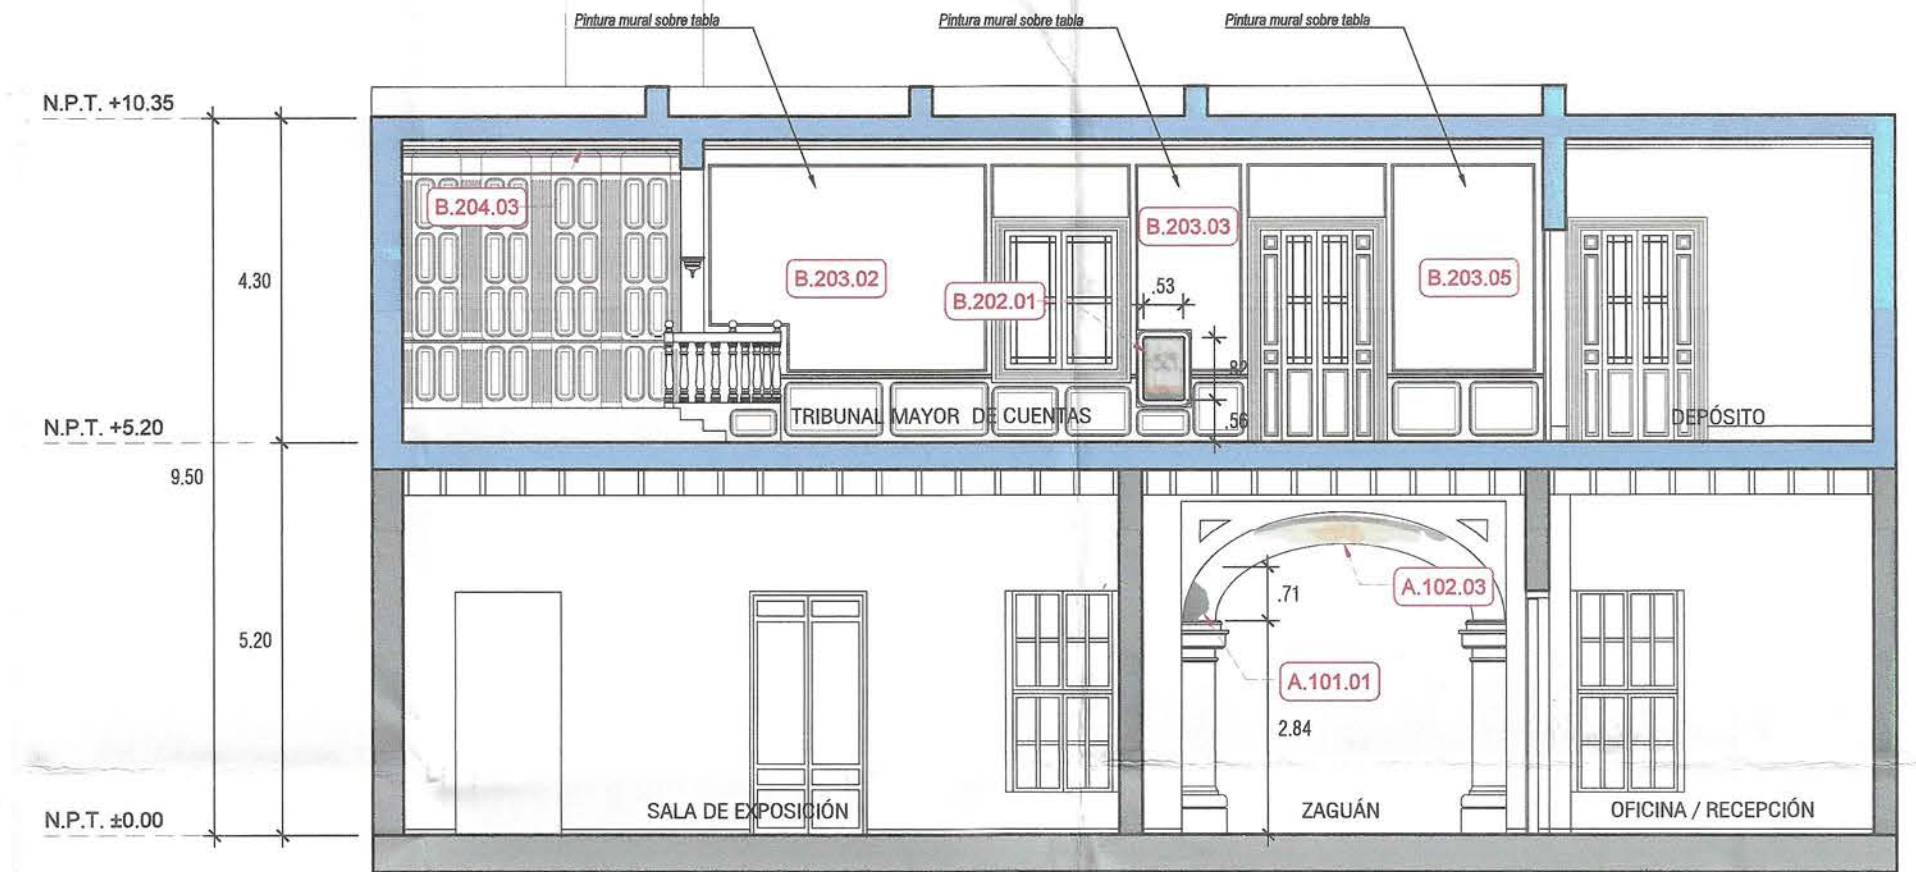 Pintura mural sobre tabla
Pintura mural sobre tabla
Pintura mural sobre tabla
N.P.T. +10.35
B.204.03
B.203.03
B.203.02
B.203.05
4.30
B.202.01
.53
.82
N.P.T. +5.20
TRIBUNAL MAYOR DE CUENTAS
.56
DEPÓSITO
9.50
A.102.03
.71
5.20
A.101.01
2.84
N.P.T. ±0.00
SALA DE EXPOSICIÓN
ZAGUÁN
OFICINA / RECEPCIÓN